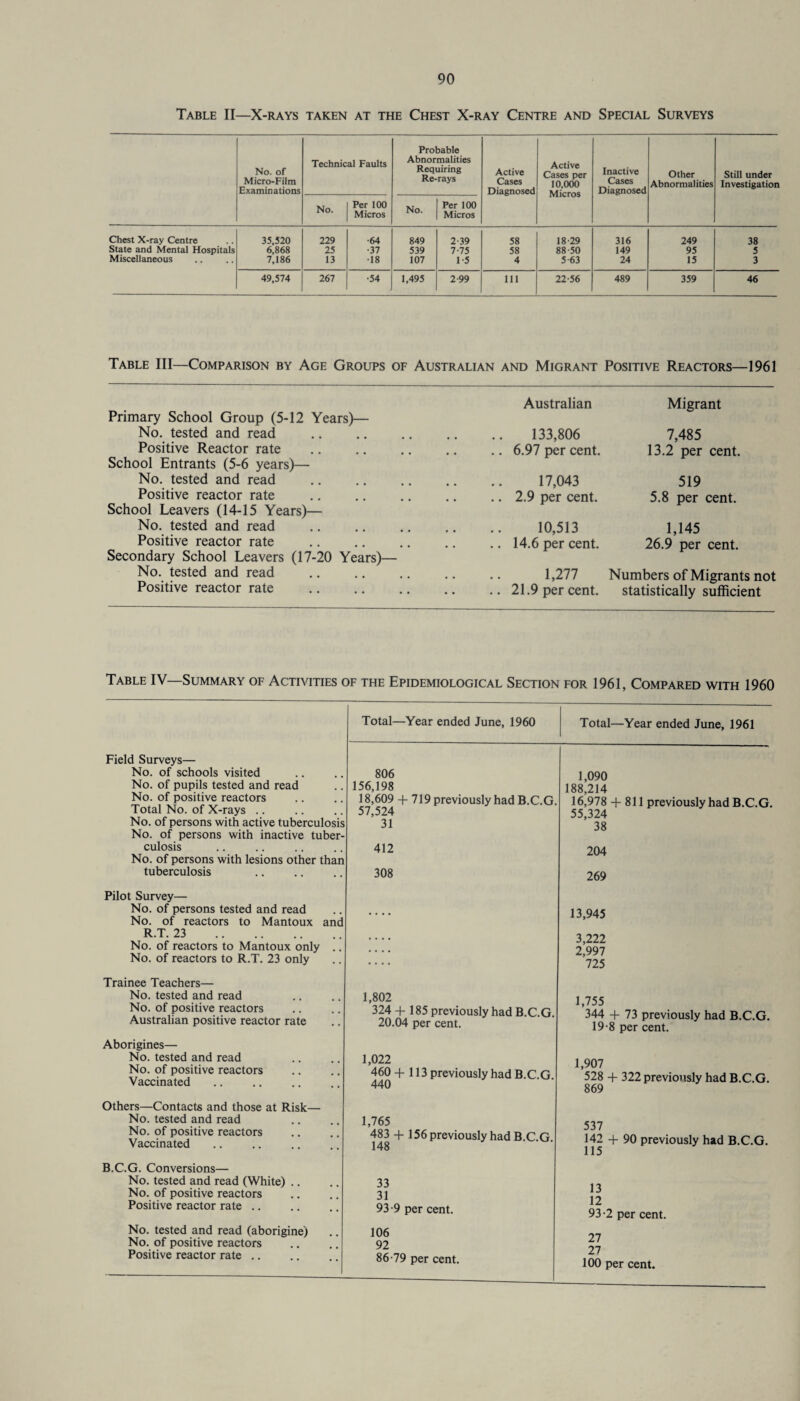 90
TABLE II—X-RAYS TAKEN AT THE CHEST X-RAY CENTRE AND SPECIAL SURVEYS
No. of Micro-Film Examinations | Technical Faults | Probable Abnormalities Requiring Re-rays | Active Cases Diagnosed | Active Cases per 10,000 Micros | Inactive Cases Diagnosed | Other Abnormalities | Still under Investigation
No. | Per 100 Micros | No. | Per 100 Micros
Chest X-ray Centre .. 35,520 229 ·64 849 2·39 58 18·29 316 249 38
State and Mental Hospitals 6,868 25 ·37 539 7·75 58 88·50 149 95 5
Miscellaneous .. .. 7,186 13 ·18 107 1·5 4 5·63 24 15 3
49,574 267 ·54 1,495 2·99 111 22·56 489 359 46
TABLE III—COMPARISON BY AGE GROUPS OF AUSTRALIAN AND MIGRANT POSITIVE REACTORS—1961
Australian Migrant
Primary School Group (5-12 Years)—
No. tested and read .. .. .. .. .. 133,806 7,485
Positive Reactor rate .. .. .. .. .. 6.97 per cent. 13.2 per cent.
School Entrants (5-6 years)—
No. tested and read .. .. .. .. .. 17,043 519
Positive reactor rate .. .. .. .. .. 2.9 per cent. 5.8 per cent.
School Leavers (14-15 Years)—
No. tested and read .. .. .. .. .. 10,513 1,145
Positive reactor rate .. .. .. .. .. 14.6 per cent. 26.9 per cent.
Secondary School Leavers (17-20 Years)—
No. tested and read .. .. .. .. .. 1,277 Numbers of Migrants not
Positive reactor rate .. .. .. .. .. 21.9 per cent. statistically sufficient
TABLE IV—SUMMARY OF ACTIVITIES OF THE EPIDEMIOLOGICAL SECTION FOR 1961, COMPARED WITH 1960
Total—Year ended June, 1960 Total—Year ended June, 1961
Field Surveys—
No. of schools visited .. .. 806 1,090
No. of pupils tested and read .. 156,198 188,214
No. of positive reactors .. .. 18,609 + 719 previously had B.C.G. 16,978 + 811 previously had B.C.G.
Total No. of X-rays .. .. .. 57,524 55,324
No. of persons with active tuberculosis 31 38
No. of persons with inactive tuber-
culosis .. .. .. .. 412 204
No. of persons with lesions other than
tuberculosis .. .. .. 308 269
Pilot Survey—
No. of persons tested and read .. .... 13,945
No. of reactors to Mantoux and
R.T. 23 .. .. .. .. .... 3,222
No. of reactors to Mantoux only .. .... 2,997
No. of reactors to R.T. 23 only .. .... 725
Trainee Teachers—
No. tested and read .. .. 1,802 1,755
No. of positive reactors .. .. 324 + 185 previously had B.C.G. 344 + 73 previously had B.C.G.
Australian positive reactor rate .. 20.04 per cent. 19·8 per cent.
Aborigines—
No. tested and read .. .. 1,022 1,907
No. of positive reactors .. .. 460 + 113 previously had B.C.G. 528 + 322 previously had B.C.G.
Vaccinated .. .. .. .. 440 869
Others—Contacts and those at Risk—
No. tested and read .. .. 1,765 537
No. of positive reactors .. .. 483 + 156 previously had B.C.G. 142 + 90 previously had B.C.G.
Vaccinated .. .. .. .. 148 115
B.C.G. Conversions—
No. tested and read (White) .. .. 33 13
No. of positive reactors .. .. 31 12
Positive reactor rate .. .. .. 93·9 per cent. 93·2 per cent.
No. tested and read (aborigine) .. 106 27
No. of positive reactors .. .. 92 27
Positive reactor rate .. .. .. 86·79 per cent. 100 per cent.